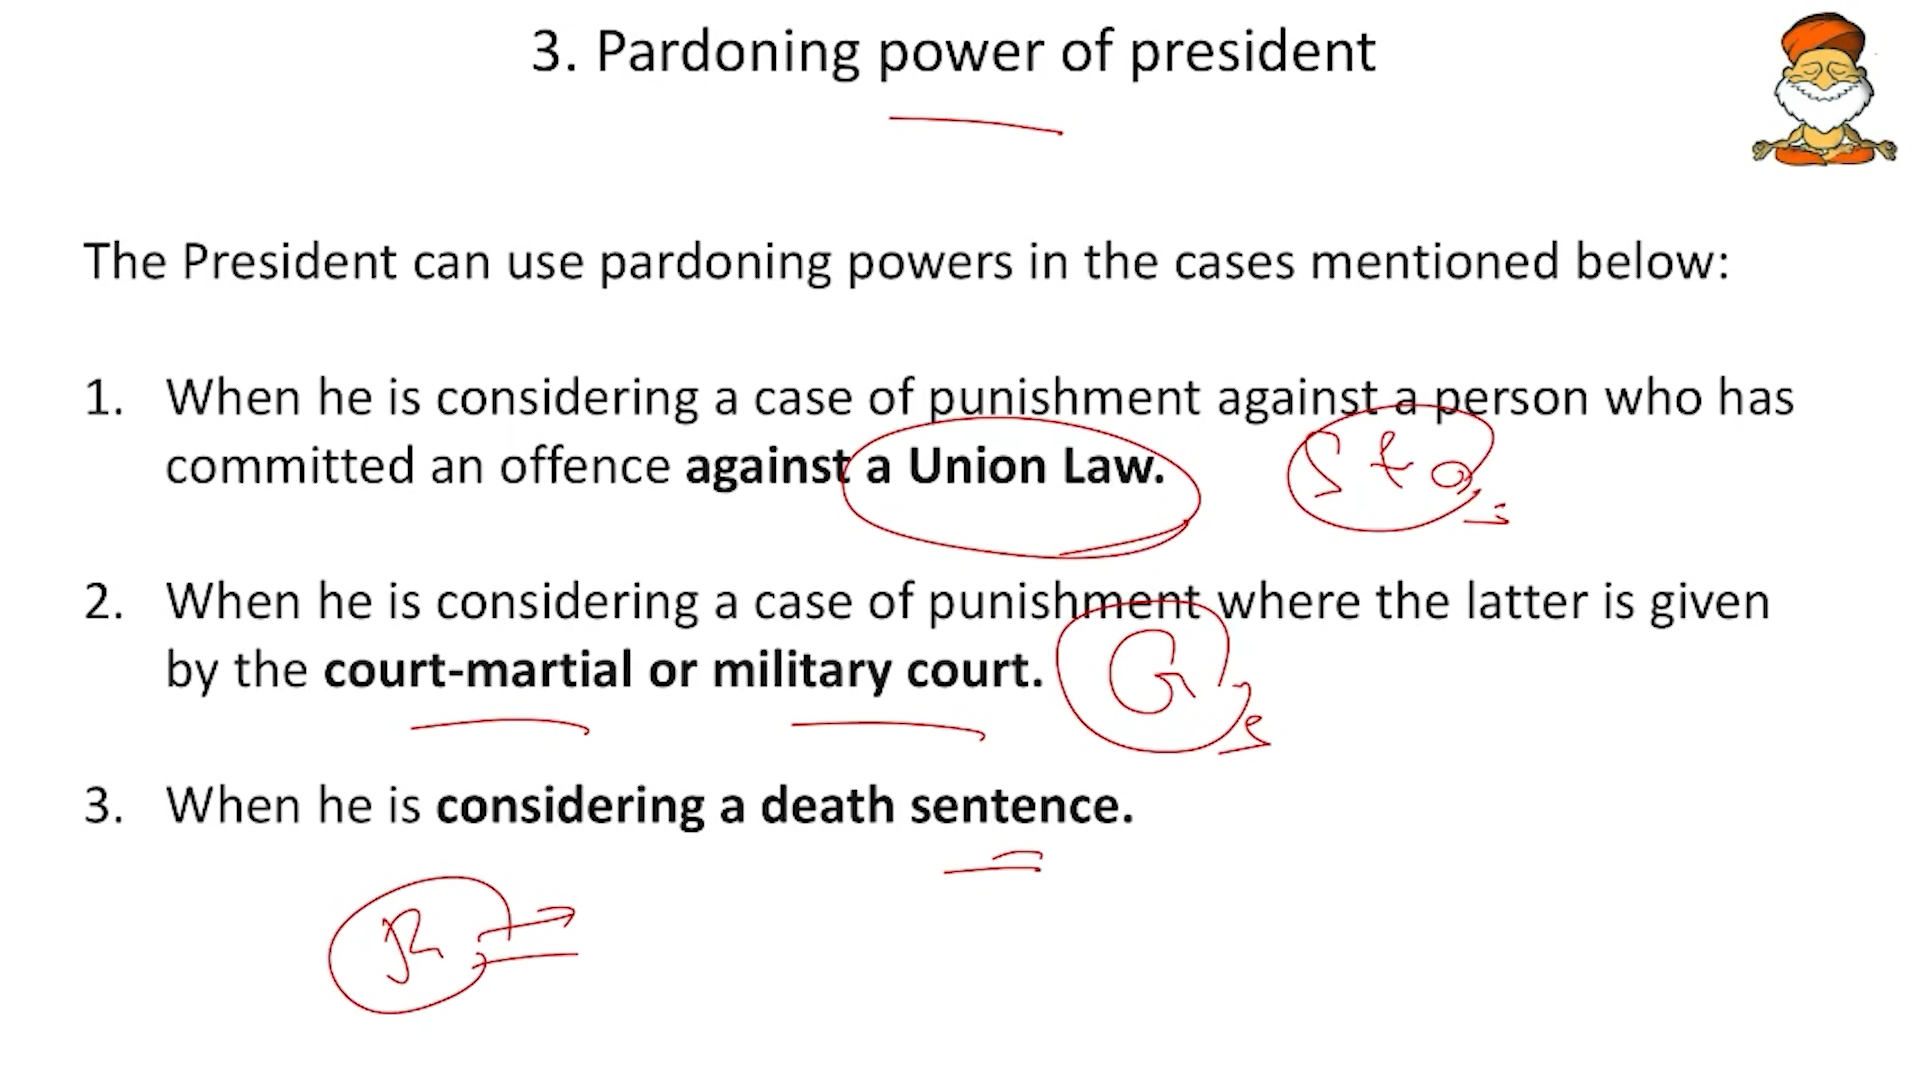 3. Pardoning power of president
The President can use pardoning powers in the cases mentioned below:
1. When he is considering a case of punishment against a person who has
committed an offence against a Union Law.
Sta
2. When he is considering a case of punishment where the latter is given
by the court-martial or military court.
G
3. When he is considering a death sentence.